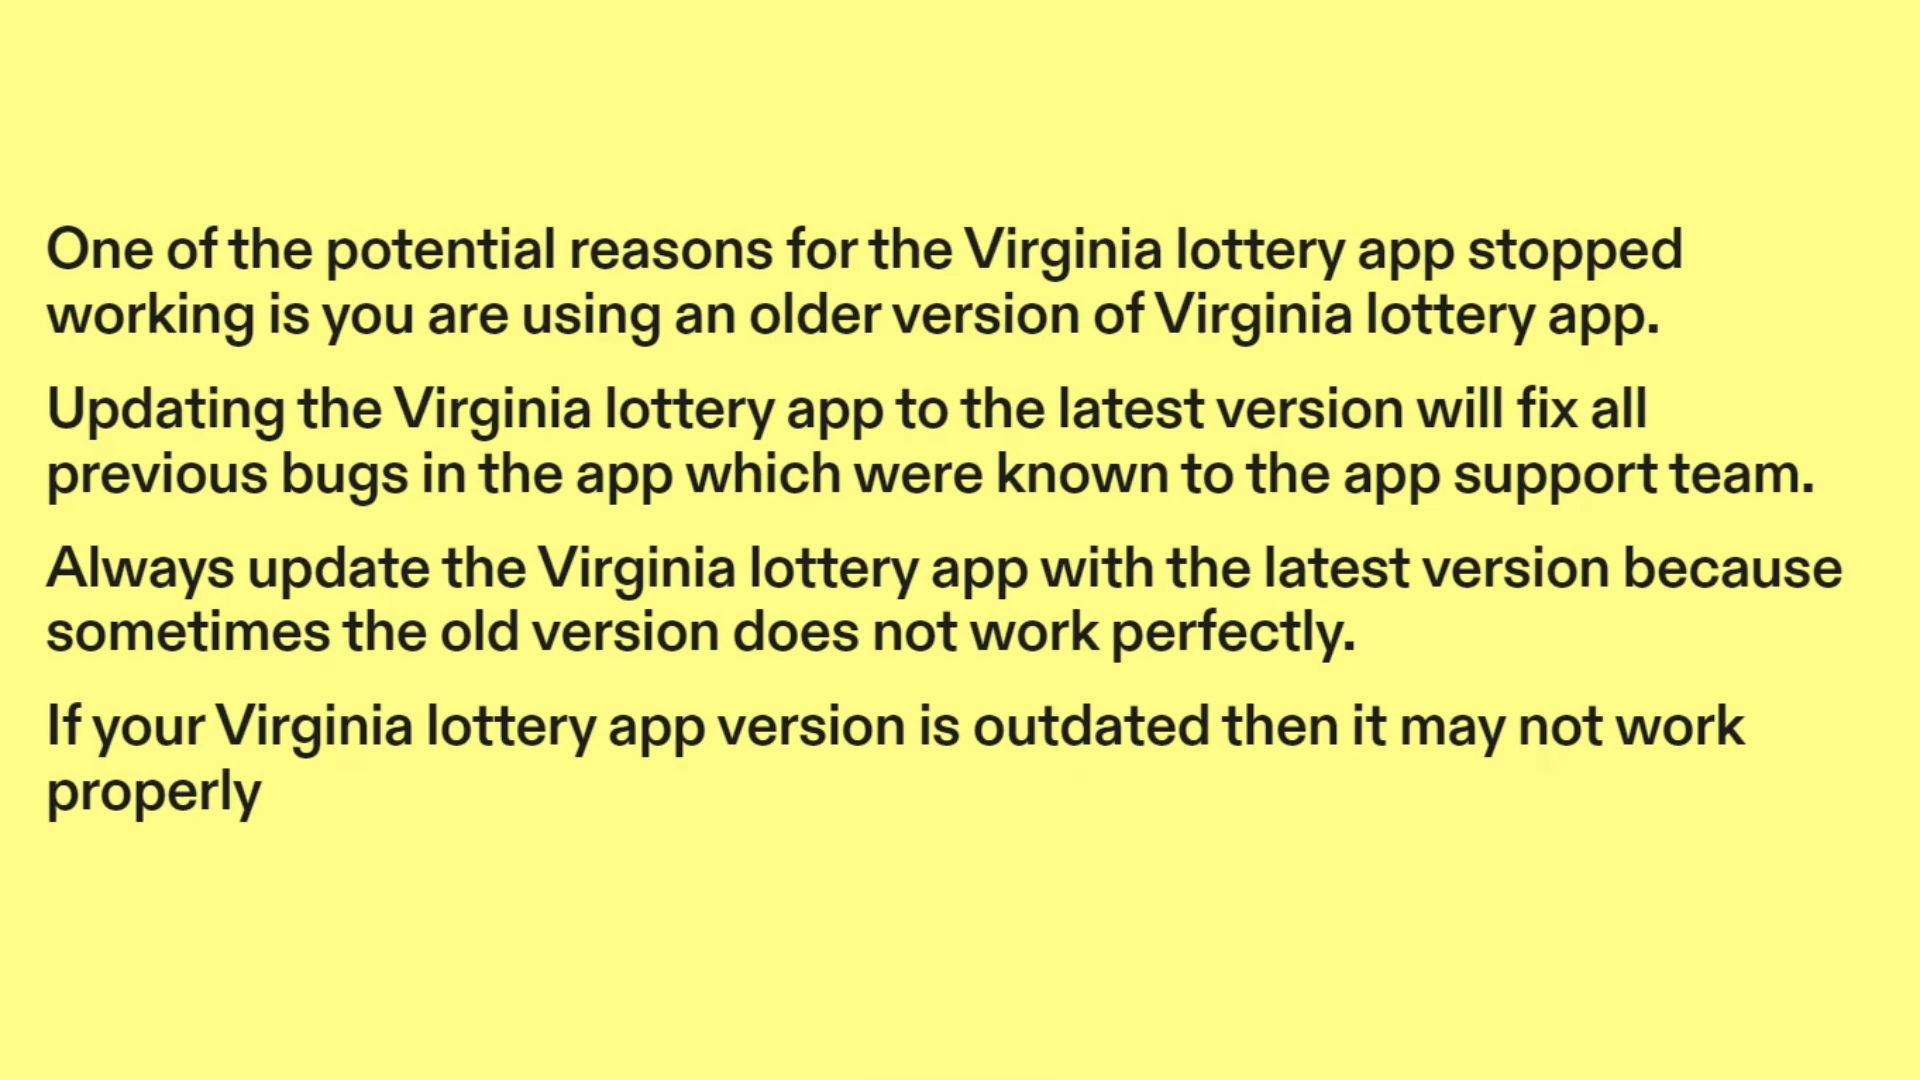 One of the potential reasons for the Virginia lottery app stopped
working is you are using an older version of Virginia lottery app.
Updating the Virginia lottery app to the latest version will fix all
previous bugs in the app which were known to the app support team.
Always update the Virginia lottery app with the latest version because
sometimes the old version does not work perfectly.
If your Virginia lottery app version is outdated then it may not work
properly